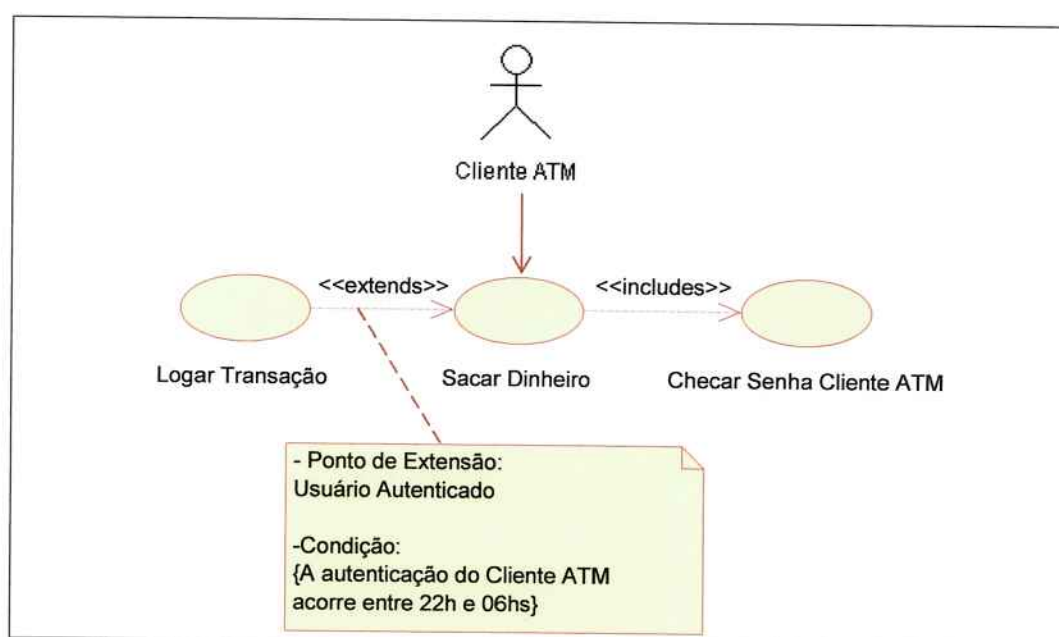 Cliente ATM
<<extends>>
<<includes>>
Logar Transação
Sacar Dinheiro
Checar Senha Cliente ATM
- Ponto de Extensão:
Usuário Autenticado
-Condição:
{A autenticação do Cliente ATM
acorre entre 22h e 06hs}